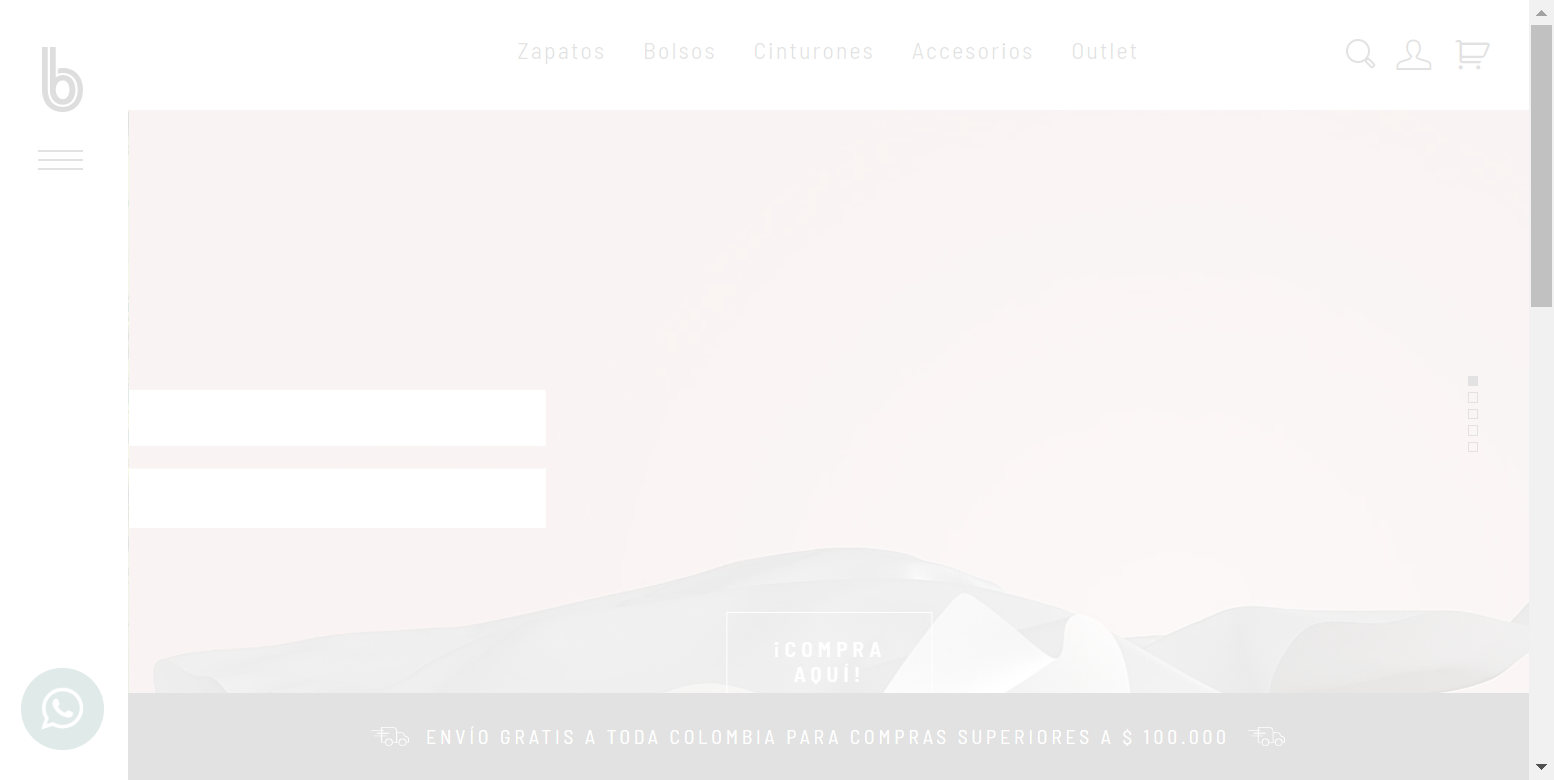 b
Zapatos Bolsos Cinturones Accesorios Outlet
¡COMPRA
AQUÍ!
ENVÍO GRATIS A TODA COLOMBIA PARA COMPRAS SUPERIORES A $ 100.000